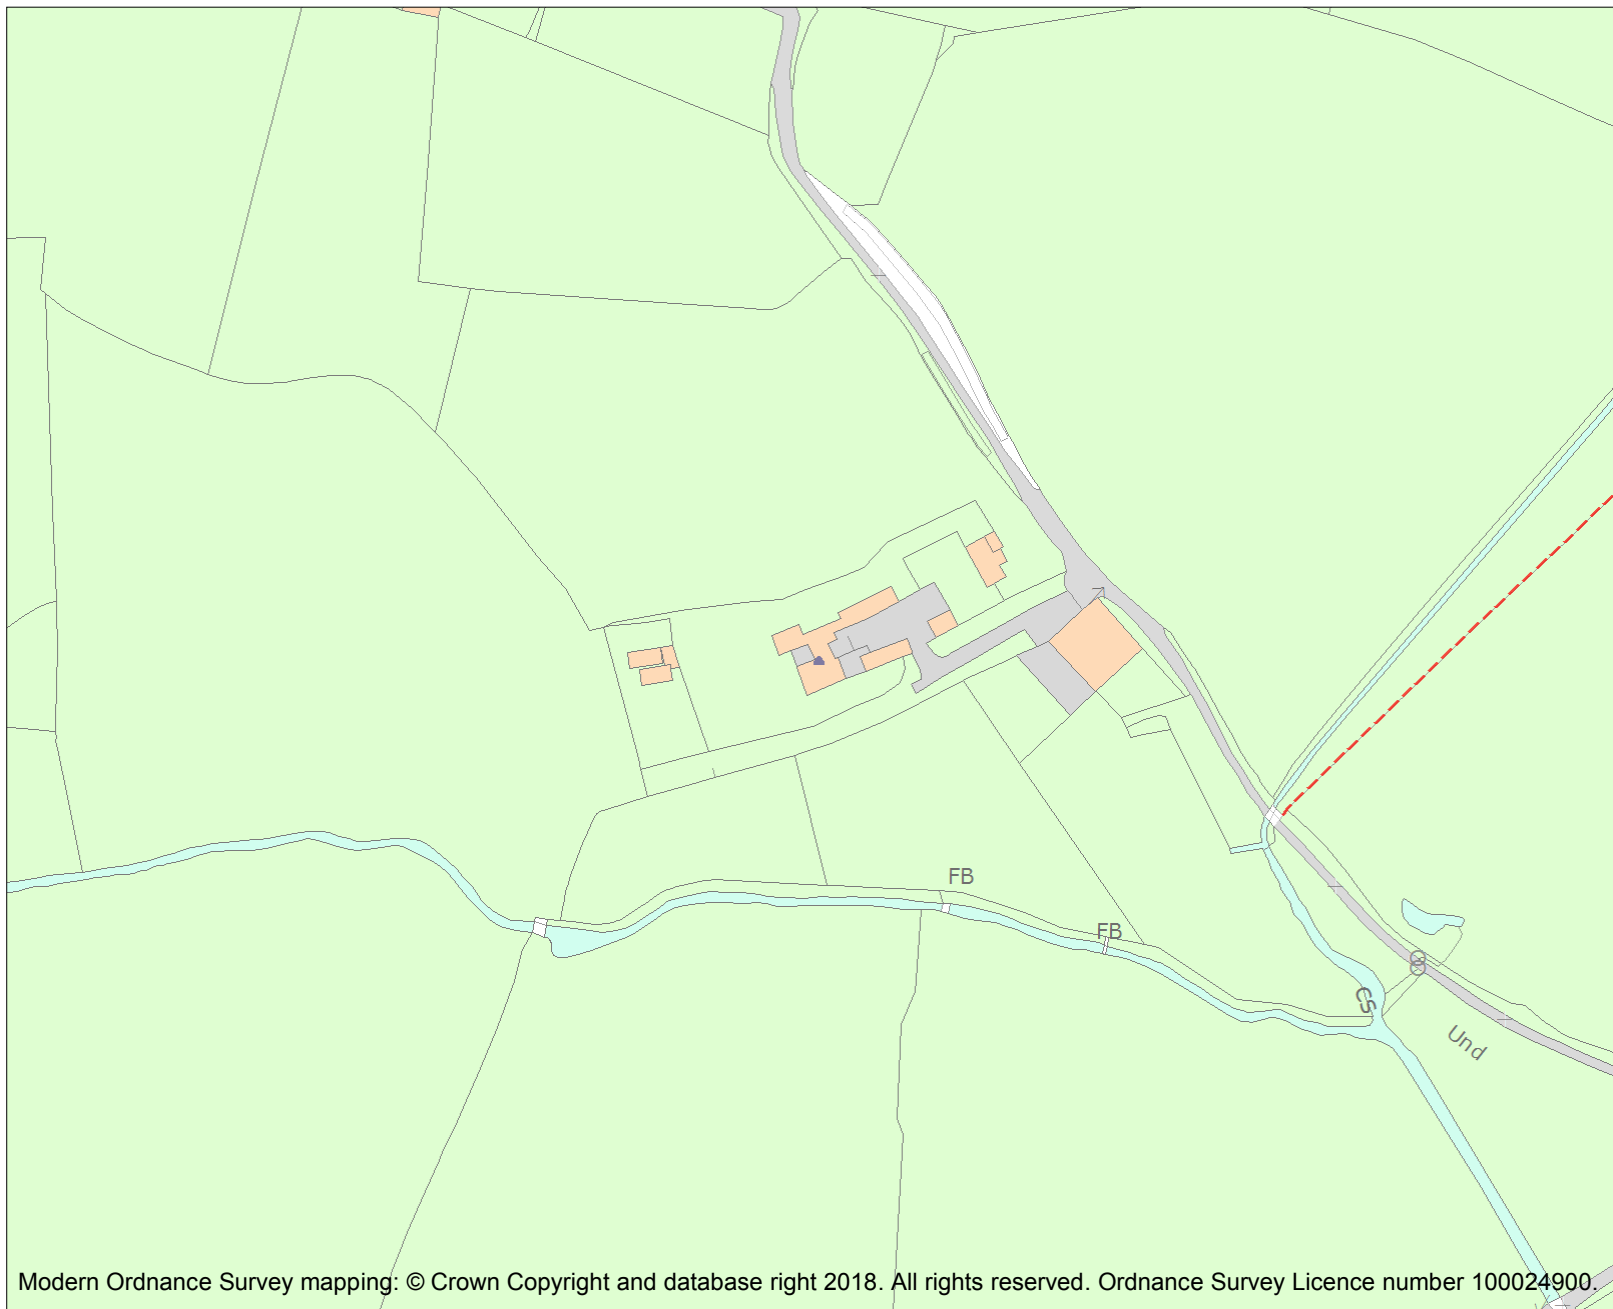 FB
FB
CS
Und
Modern Ordnance Survey mapping: © Crown Copyright and database right 2018. All rights reserved. Ordnance Survey Licence number 100024900.